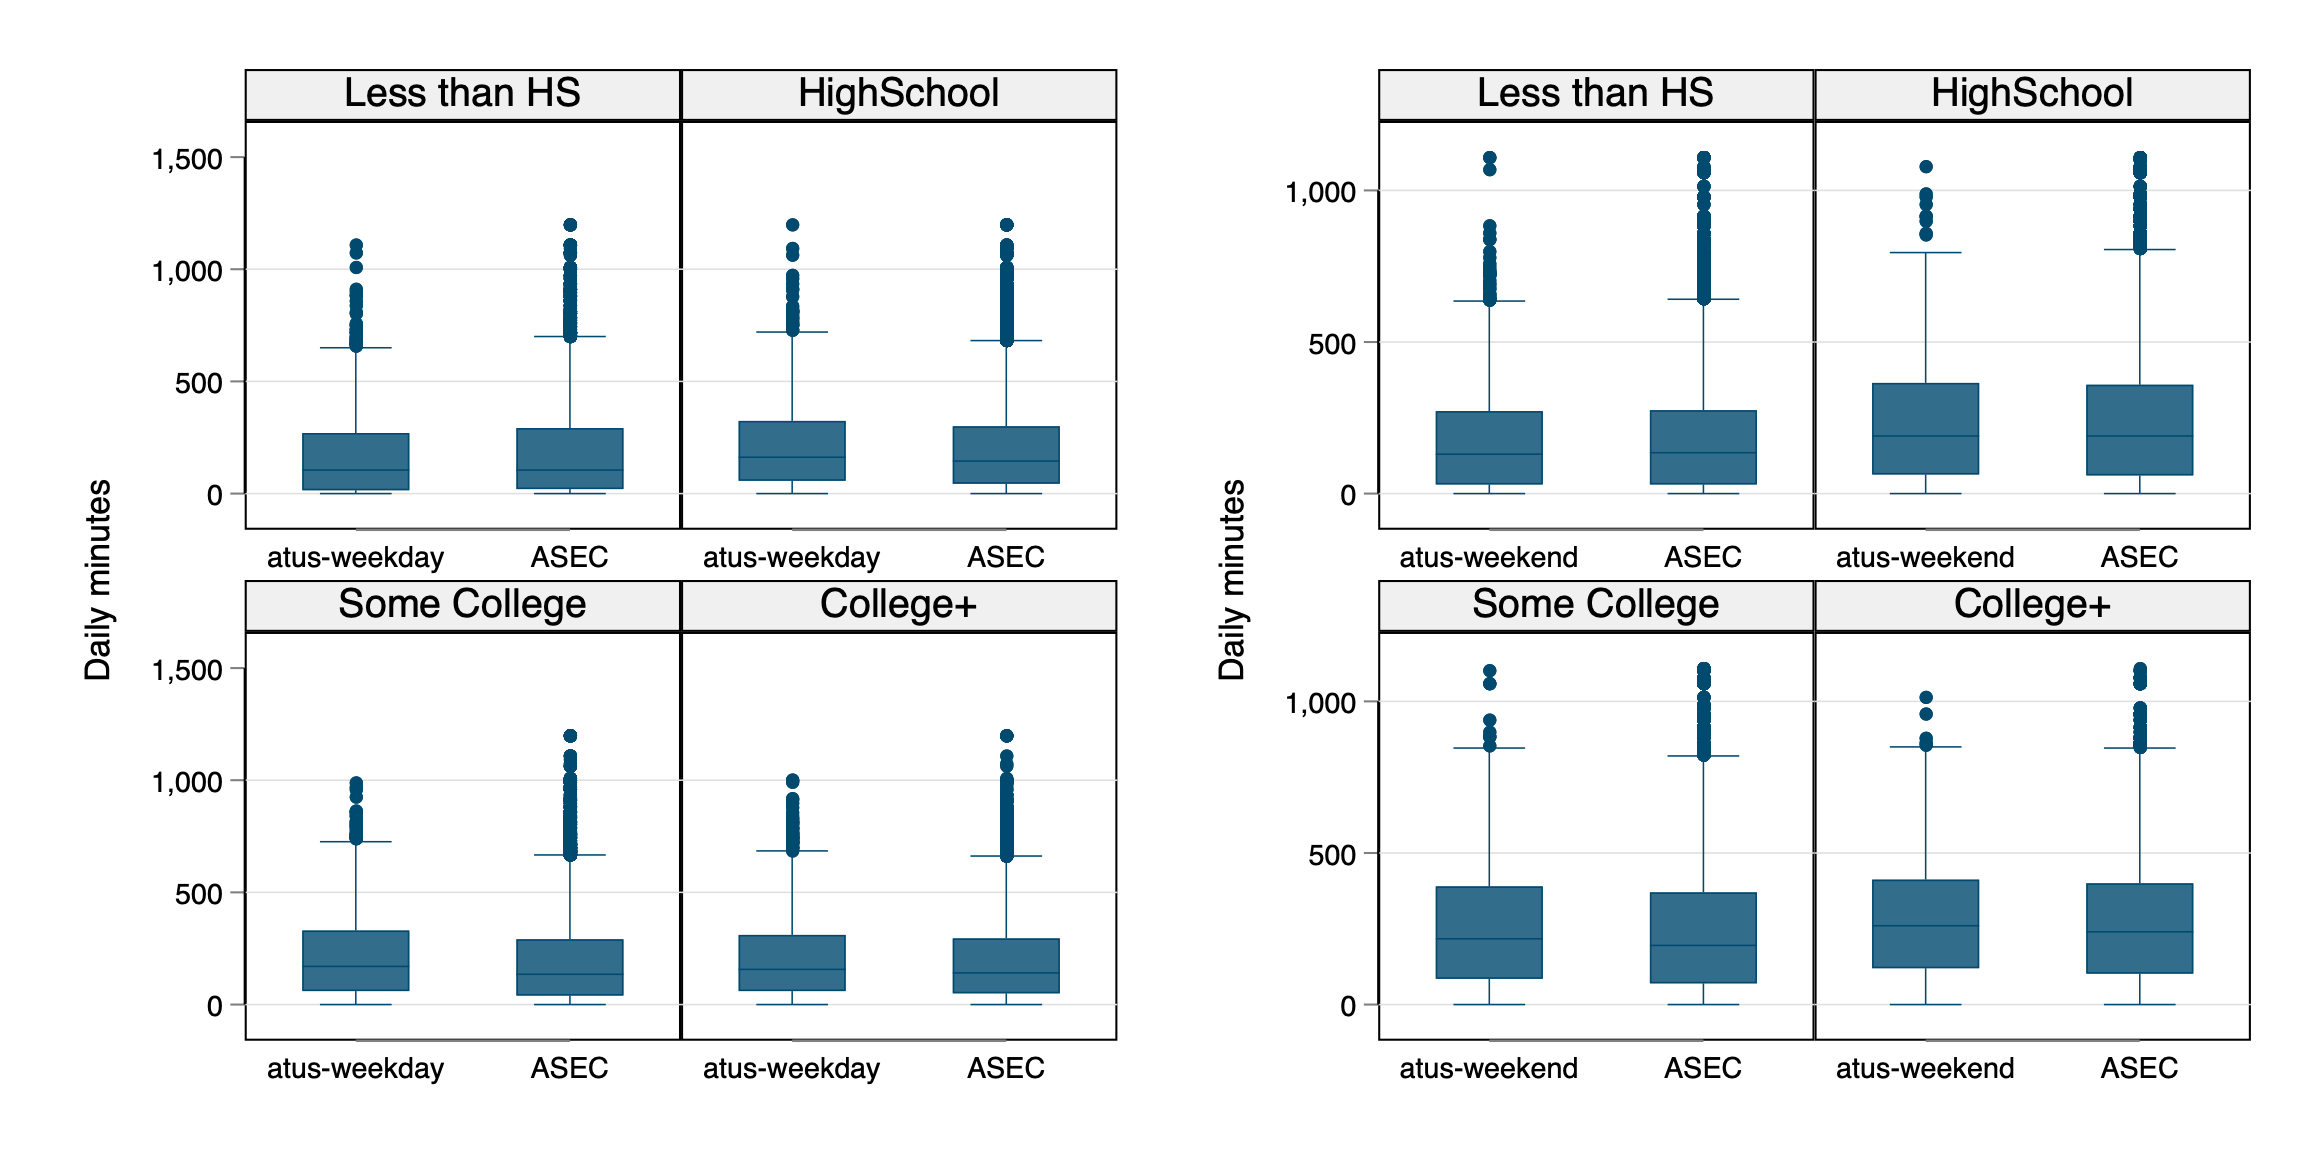 Daily minutes
Less than HS
HighSchool
1,500
1,000
500
0
atus-weekday
ASEC
atus-weekday
ASEC
Some College
College+
1,500
1,000
500
0
atus-weekday
ASEC
atus-weekday
ASEC
Daily minutes
Less than HS
HighSchool
1,000
500
0
atus-weekend
ASEC
atus-weekend
ASEC
Some College
College+
1,000
500
0
atus-weekend
ASEC
atus-weekend
ASEC